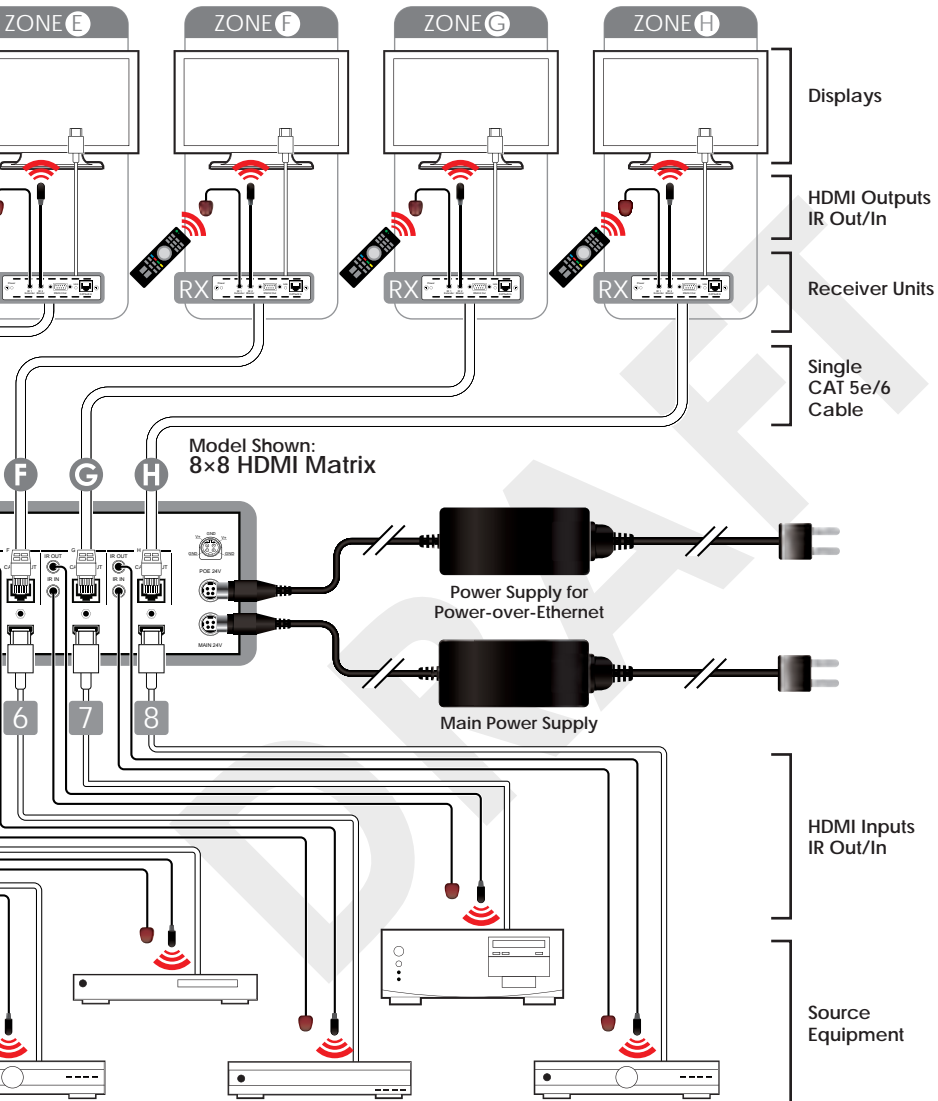 ZONE E
ZONE F
ZONE G
ZONE H
Displays
HDMI Outputs
IR Out/In
RX
RX
RX
Receiver Units
Single
CAT 5e/6
Cable
Model Shown:
8×8 HDMI Matrix
F
G
H
F
IR OUT
G
IR OUT
H
IR IN
IR IN
GND
V+
V+
GND
GND
POE 24V
MAIN 24V
Power Supply for
Power-over-Ethernet
Main Power Supply
6
7
8
HDMI Inputs
IR Out/In
Source
Equipment
DRAFT